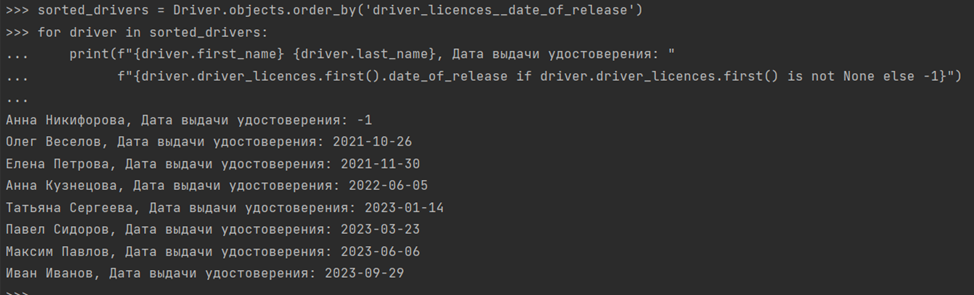 >>> sorted_drivers = Driver.objects.order_by('driver_licences__date_of_release')
>>> for driver in sorted_drivers:
...     print(f"{driver.first_name} {driver.last_name}, Дата выдачи удостоверения: "
...           f"{driver.driver_licences.first().date_of_release if driver.driver_licences.first() is not None else -1}")
...
Анна Никифорова, Дата выдачи удостоверения: -1
Олег Веселов, Дата выдачи удостоверения: 2021-10-26
Елена Петрова, Дата выдачи удостоверения: 2021-11-30
Анна Кузнецова, Дата выдачи удостоверения: 2022-06-05
Татьяна Сергеева, Дата выдачи удостоверения: 2023-01-14
Павел Сидоров, Дата выдачи удостоверения: 2023-03-23
Максим Павлов, Дата выдачи удостоверения: 2023-06-06
Иван Иванов, Дата выдачи удостоверения: 2023-09-29
>>>